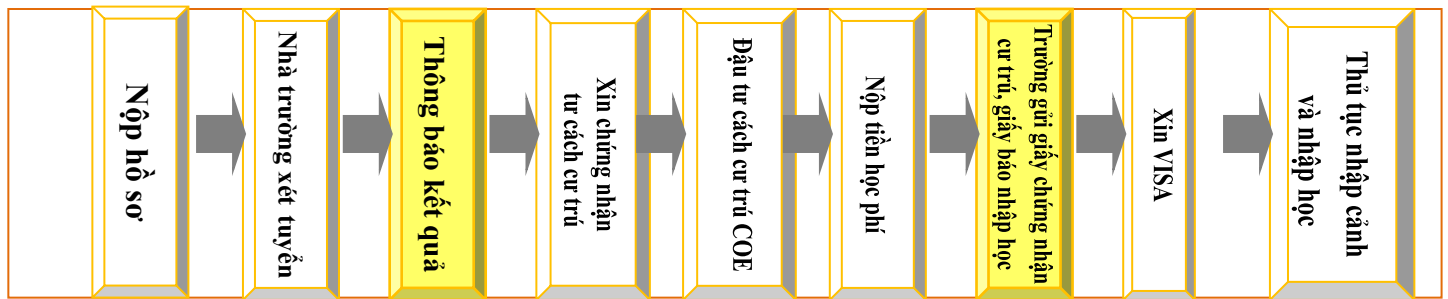 Nộp hồ sơ
Nhà trường xét tuyển
Thông báo kết quả
Xin chứng nhận
tư cách cư trú
Đậu tư cách cư trú COE
Nộp tiền học phí
Trường gửi giấy chứng nhận
cư trú, giấy báo nhập học
Xin VISA
Thủ tục nhập cảnh
và nhập học